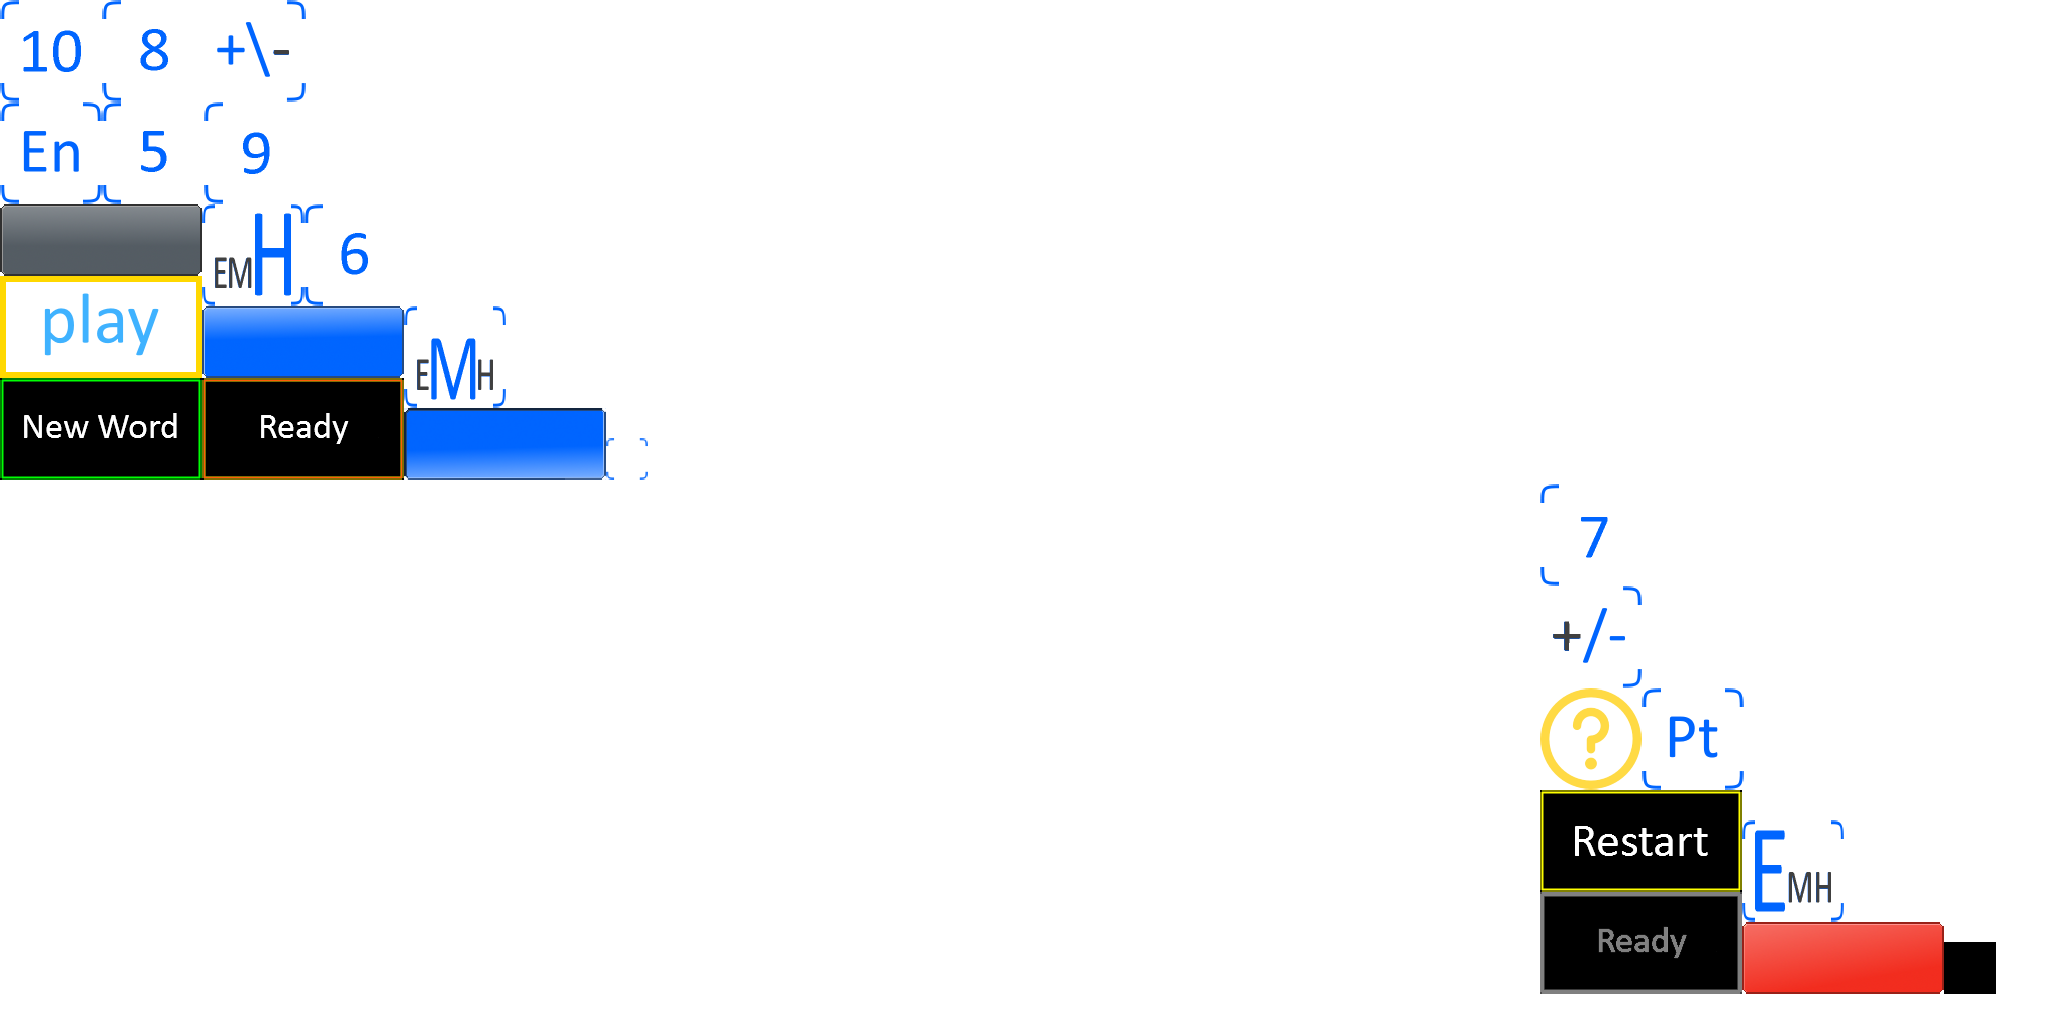 10 8 +\-
En 5 9
EMH 6
play
EMH
New Word Ready
7
+/-
? Pt
Restart
EMH
Ready